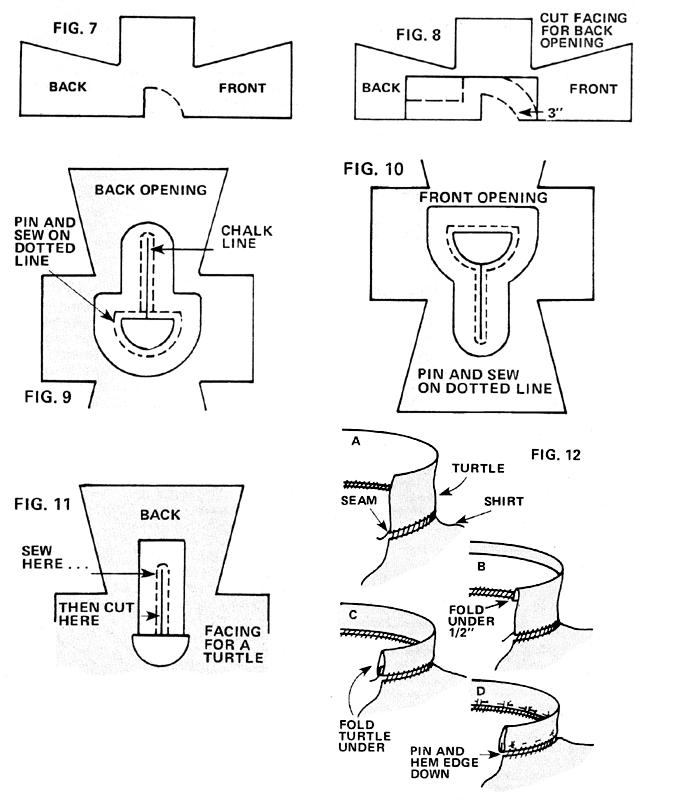 FIG. 7
BACK
FRONT
FIG. 8
CUT FACING
FOR BACK
OPENING
BACK
FRONT
3"
BACK OPENING
PIN AND
SEW ON
DOTTED
LINE
CHALK
LINE
FIG. 9
FIG. 10
FRONT OPENING
PIN AND SEW
ON DOTTED LINE
FIG. 11
BACK
SEW
HERE . . .
THEN CUT
HERE
FACING
FOR A
TURTLE
FIG. 12
A
TURTLE
SEAM
SHIRT
B
FOLD
UNDER
1/2"
C
FOLD
TURTLE
UNDER
D
PIN AND
HEM EDGE
DOWN